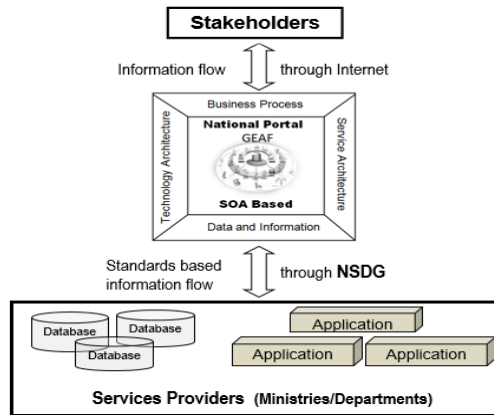 Stakeholders
Information flow
through Internet
Business Process
Technology Architecture
National Portal
GEAF
SOA Based
Service Architecture
Data and Information
Standards based
information flow
through NSDG
Database
Database
Database
Application
Application
Application
Services Providers (Ministries/Departments)